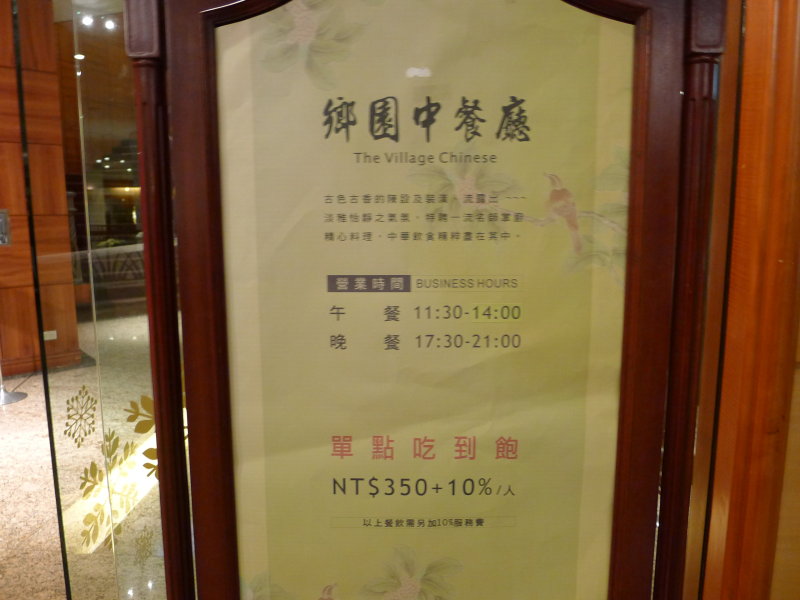 鄉園中餐廳
The Village Chinese
古色古香的陳設及裝潢，流露出 ~~~
淡雅怡靜之氣氛，特聘一流名師掌廚
精心料理，中華飲食精粹盡在其中。
營業時間 BUSINESS HOURS
午 餐 11:30-14:00
晚 餐 17:30-21:00
單點吃到飽
NT$350+10%/人
以上餐飲需另加10%服務費